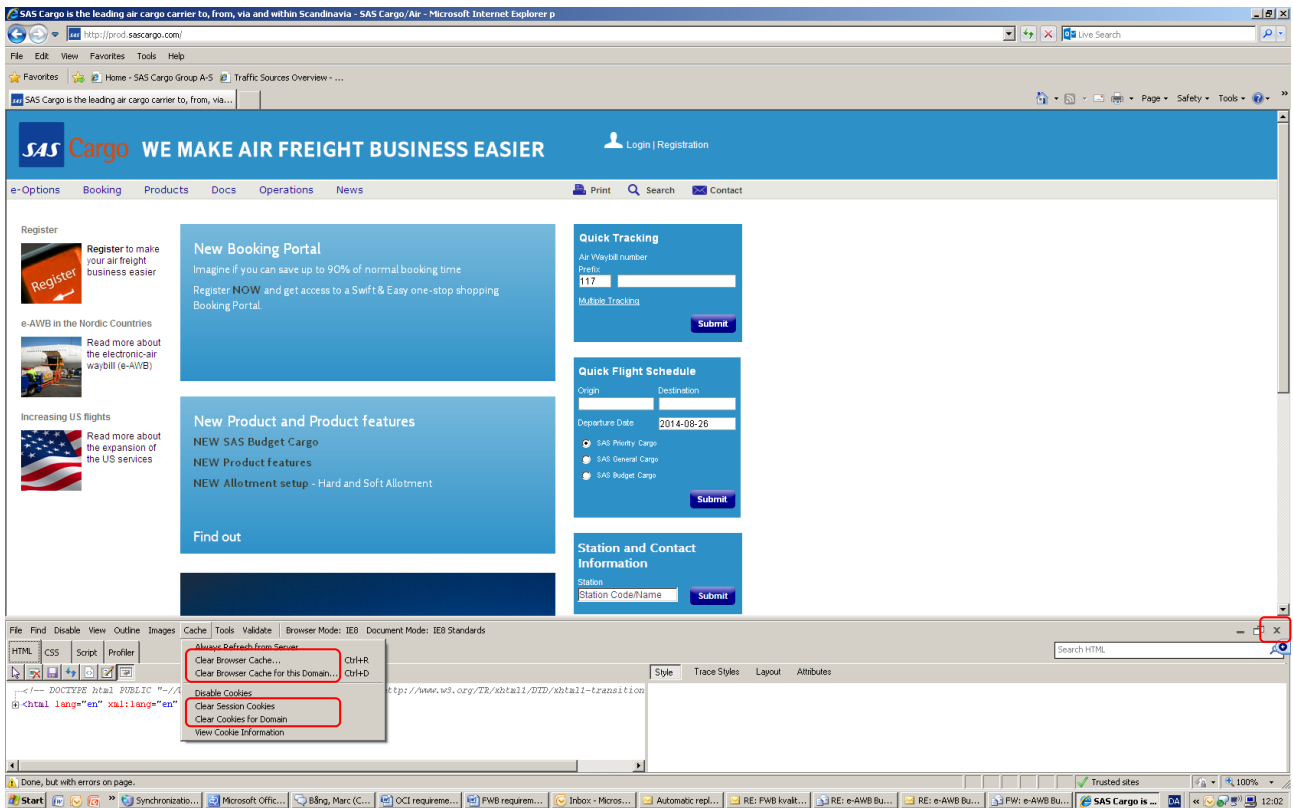 SAS Cargo is the leading air cargo carrier to, from, via and within Scandinavia - SAS Cargo/Air - Microsoft Internet Explorer p
http://prod.sascargo.com/
Live Search
File Edit View Favorites Tools Help
Favorites Home - SAS Cargo Group A-S Traffic Sources Overview - ...
SAS Cargo is the leading air cargo carrier to, from, via...
Page Safety Tools
SAS Cargo WE MAKE AIR FREIGHT BUSINESS EASIER
Login | Registration
e-Options Booking Products Docs Operations News
Print Search Contact
Register
Register
Register to make
your air freight
business easier
e-AWB in the Nordic Countries
Read more about
the electronic-air
waybill (e-AWB)
Increasing US flights
Read more about
the expansion of
the US services
New Booking Portal
Imagine if you can save up to 90% of normal booking time
Register NOW and get access to a Swift & Easy one-stop shopping
Booking Portal.
New Product and Product features
NEW SAS Budget Cargo
NEW Product features
NEW Allotment setup - Hard and Soft Allotment
Find out
Quick Tracking
Air Waybill number
Prefix
117
Multiple Tracking
Submit
Quick Flight Schedule
Origin Destination
Departure Date 2014-08-26
SAS Priority Cargo
SAS General Cargo
SAS Budget Cargo
Submit
Station and Contact
Information
Station
Station Code/Name Submit
File Find Disable View Outline Images Cache Tools Validate Browser Mode: IE8 Document Mode: IE8 Standards
HTML CSS Script Profiler
Search HTML
Always Refresh from Server
Clear Browser Cache... Ctrl+R
Clear Browser Cache for this Domain... Ctrl+D
Disable Cookies
Clear Session Cookies
Clear Cookies for Domain
View Cookie Information
Style Trace Styles Layout Attributes
<!-- DOCTYPE html PUBLIC "-// ttp://www.w3.org/TR/xhtml1/DTD/xhtml1-transition
<html lang="en" xml:lang="en"
Done, but with errors on page.
Trusted sites 100%
Start Synchronizatio... Microsoft Offic... Bång, Marc (C... OCI requireme... FWB requirem... Inbox - Micros... Automatic repl... RE: FWB kvalit... RE: e-AWB Bu... RE: e-AWB Bu... FW: e-AWB Bu... SAS Cargo is ... DA 12:02